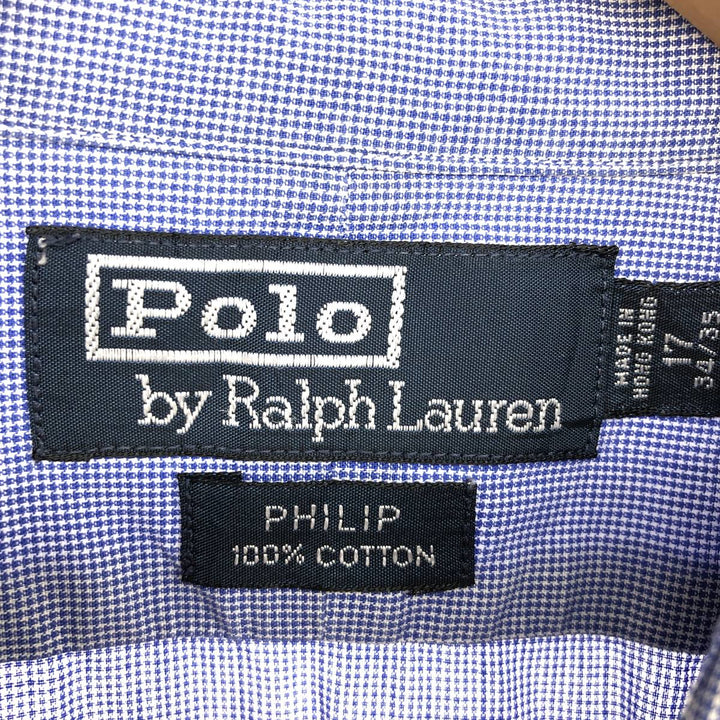 Polo
by Ralph Lauren
MADE IN
HONG KONG
17
34/35
PHILIP
100% COTTON